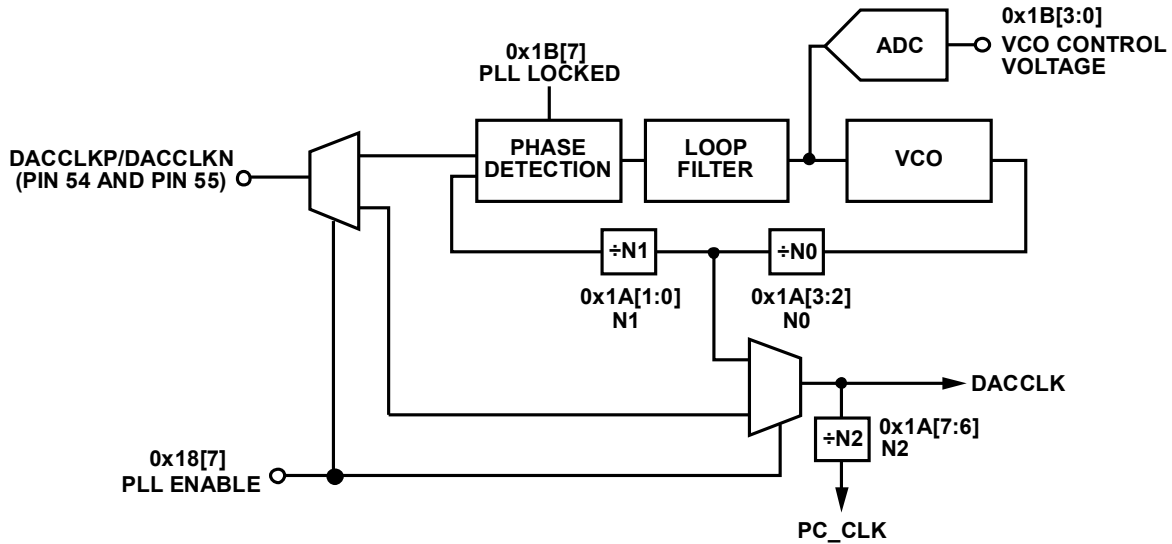 0x1B[3:0]
VCO CONTROL
VOLTAGE
ADC
0x1B[7]
PLL LOCKED
DACCLKP/DACCLKN
(PIN 54 AND PIN 55)
PHASE
DETECTION
LOOP
FILTER
VCO
÷N1
÷N0
0x1A[1:0]
N1
0x1A[3:2]
N0
DACCLK
÷N2
0x1A[7:6]
N2
0x18[7]
PLL ENABLE
PC_CLK